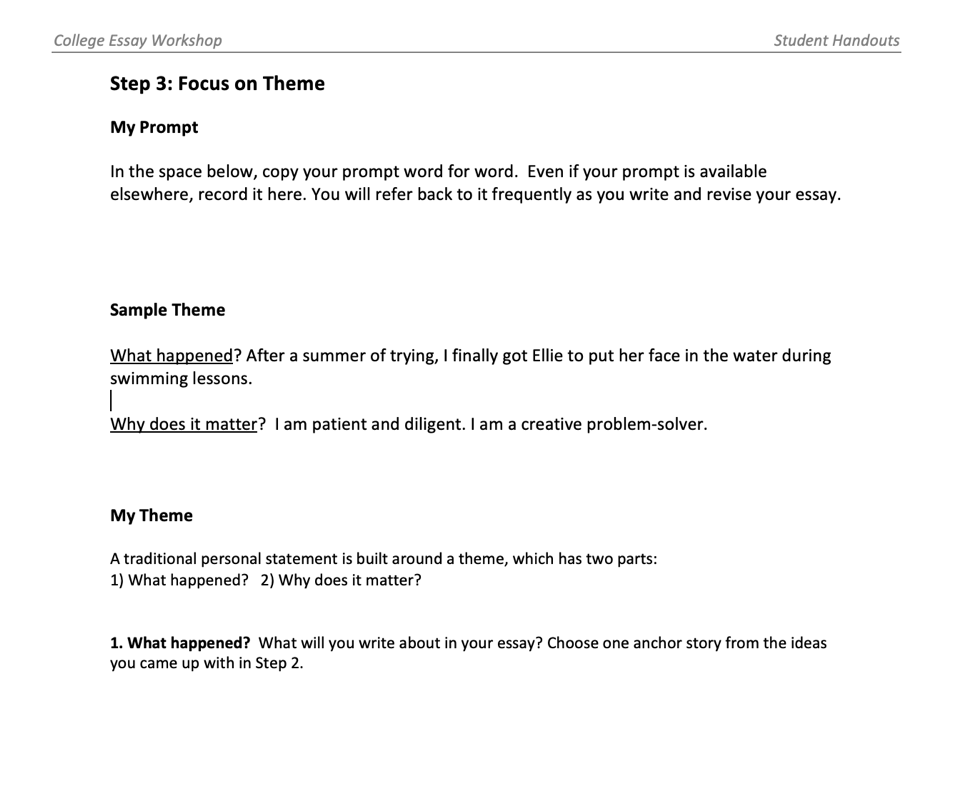 College Essay Workshop Student Handouts
Step 3: Focus on Theme
My Prompt
In the space below, copy your prompt word for word.  Even if your prompt is available
elsewhere, record it here. You will refer back to it frequently as you write and revise your essay.
Sample Theme
What happened? After a summer of trying, I finally got Ellie to put her face in the water during
swimming lessons.
Why does it matter?  I am patient and diligent. I am a creative problem-solver.
My Theme
A traditional personal statement is built around a theme, which has two parts:
1) What happened?  2) Why does it matter?
1. What happened?  What will you write about in your essay? Choose one anchor story from the ideas
you came up with in Step 2.